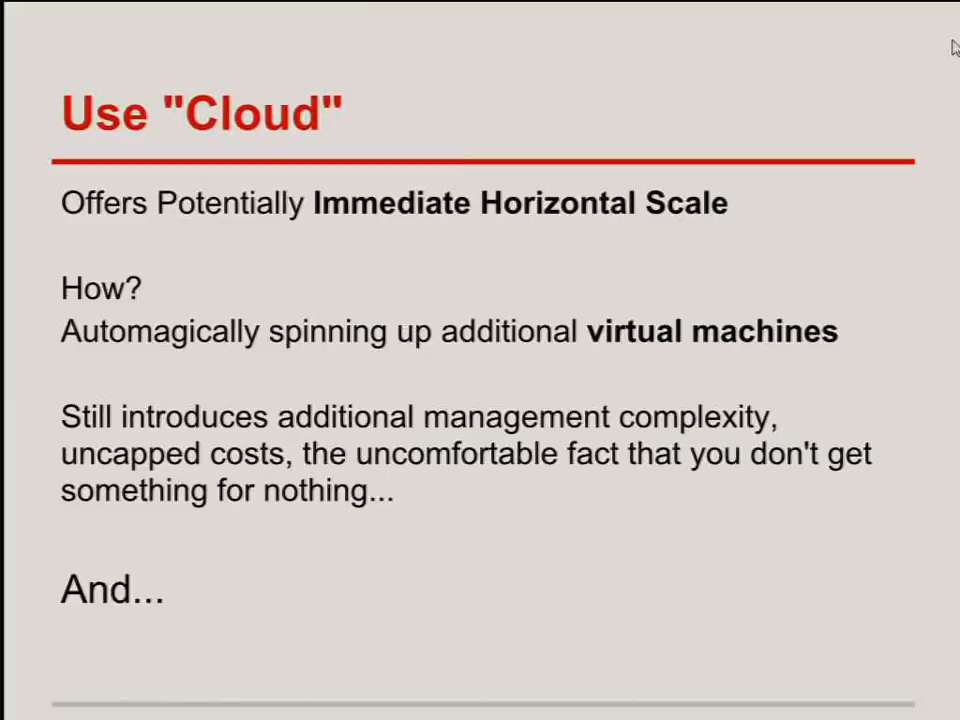 Use "Cloud"
Offers Potentially Immediate Horizontal Scale
How?
Automagically spinning up additional virtual machines
Still introduces additional management complexity,
uncapped costs, the uncomfortable fact that you don't get
something for nothing...
And...